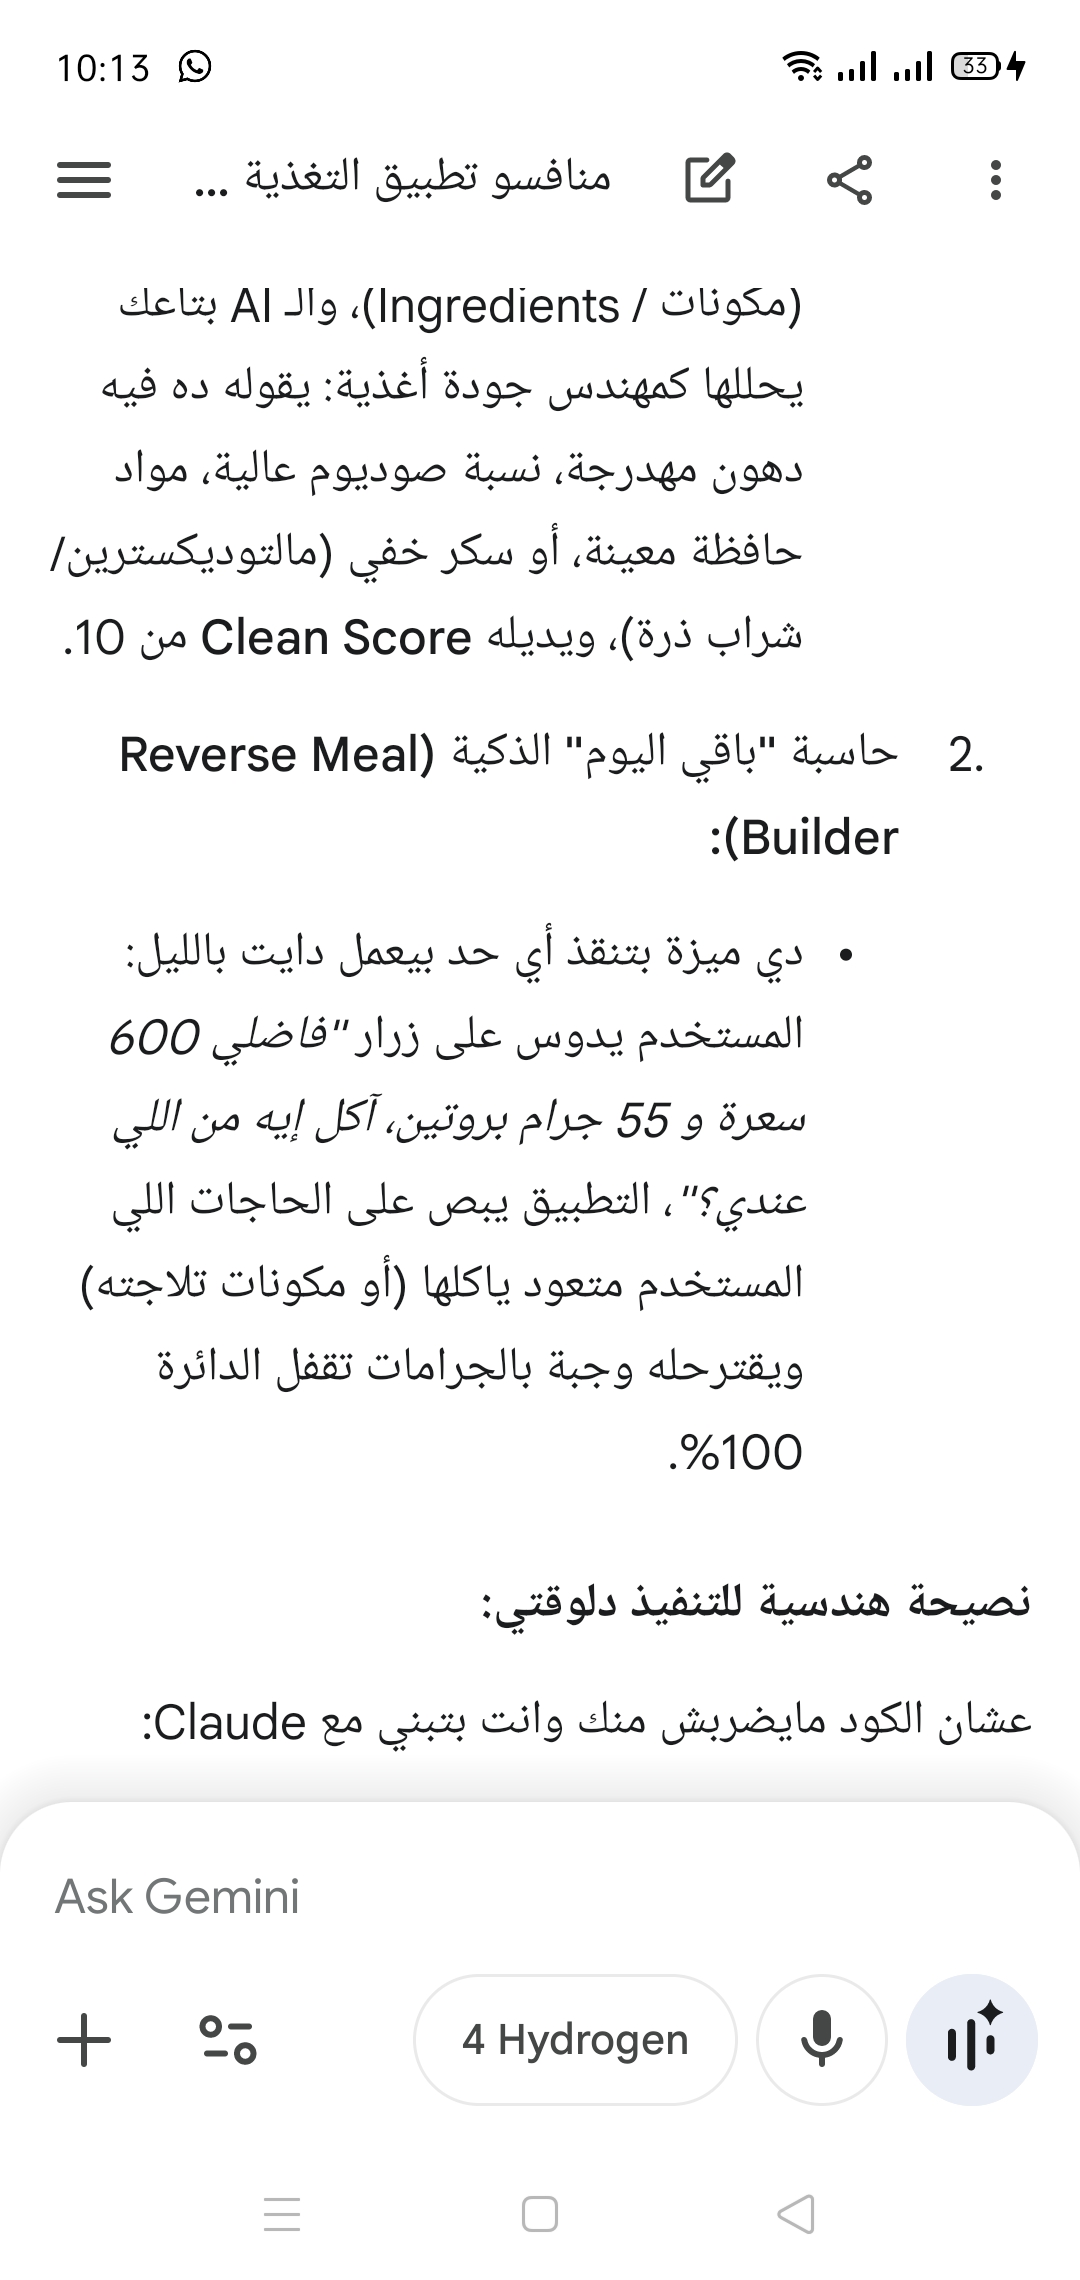 10:13
33
منافسو تطبيق التغذية ...
(مكونات / Ingredients)، والـ AI بتاعك
يحللها كمهندس جودة أغذية: يقوله ده فيه
دهون مهدرجة، نسبة صوديوم عالية، مواد
حافظة معينة، أو سكر خفي (مالتوديكسترين/
شراب ذرة)، ويديله Clean Score من 10.
2. حاسبة "باقي اليوم" الذكية (Reverse Meal
Builder):
• دي ميزة بتنقذ أي حد بيعمل دايت بالليل:
المستخدم يدوس على زرار "فاضلي 600
سعرة و 55 جرام بروتين، آكل إيه من اللي
عندي؟"، التطبيق يبص على الحاجات اللي
المستخدم متعود ياكلها (أو مكونات تلاجته)
ويقترحله وجبة بالجرامات تقفل الدائرة
100%.
نصيحة هندسية للتنفيذ دلوقتي:
عشان الكود مايضربش منك وانت بتبني مع Claude:
Ask Gemini
4 Hydrogen